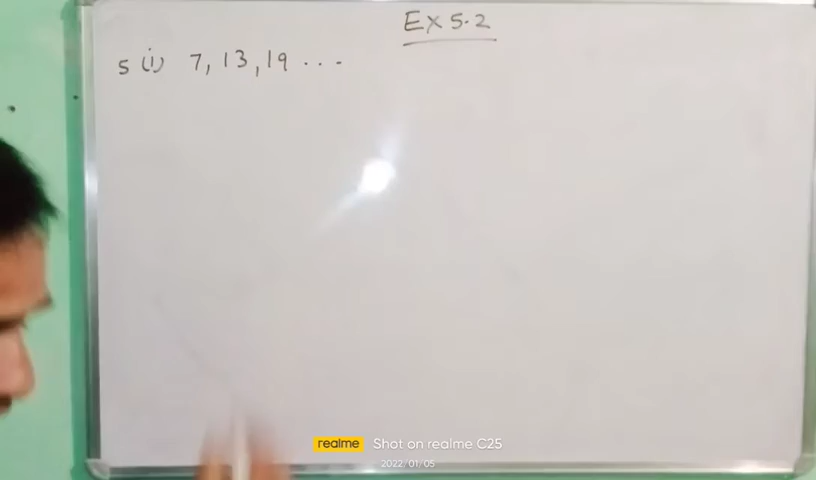 Ex 5.2
5 (i) 7, 13, 19 ...
realme Shot on realme C25
2022/01/05